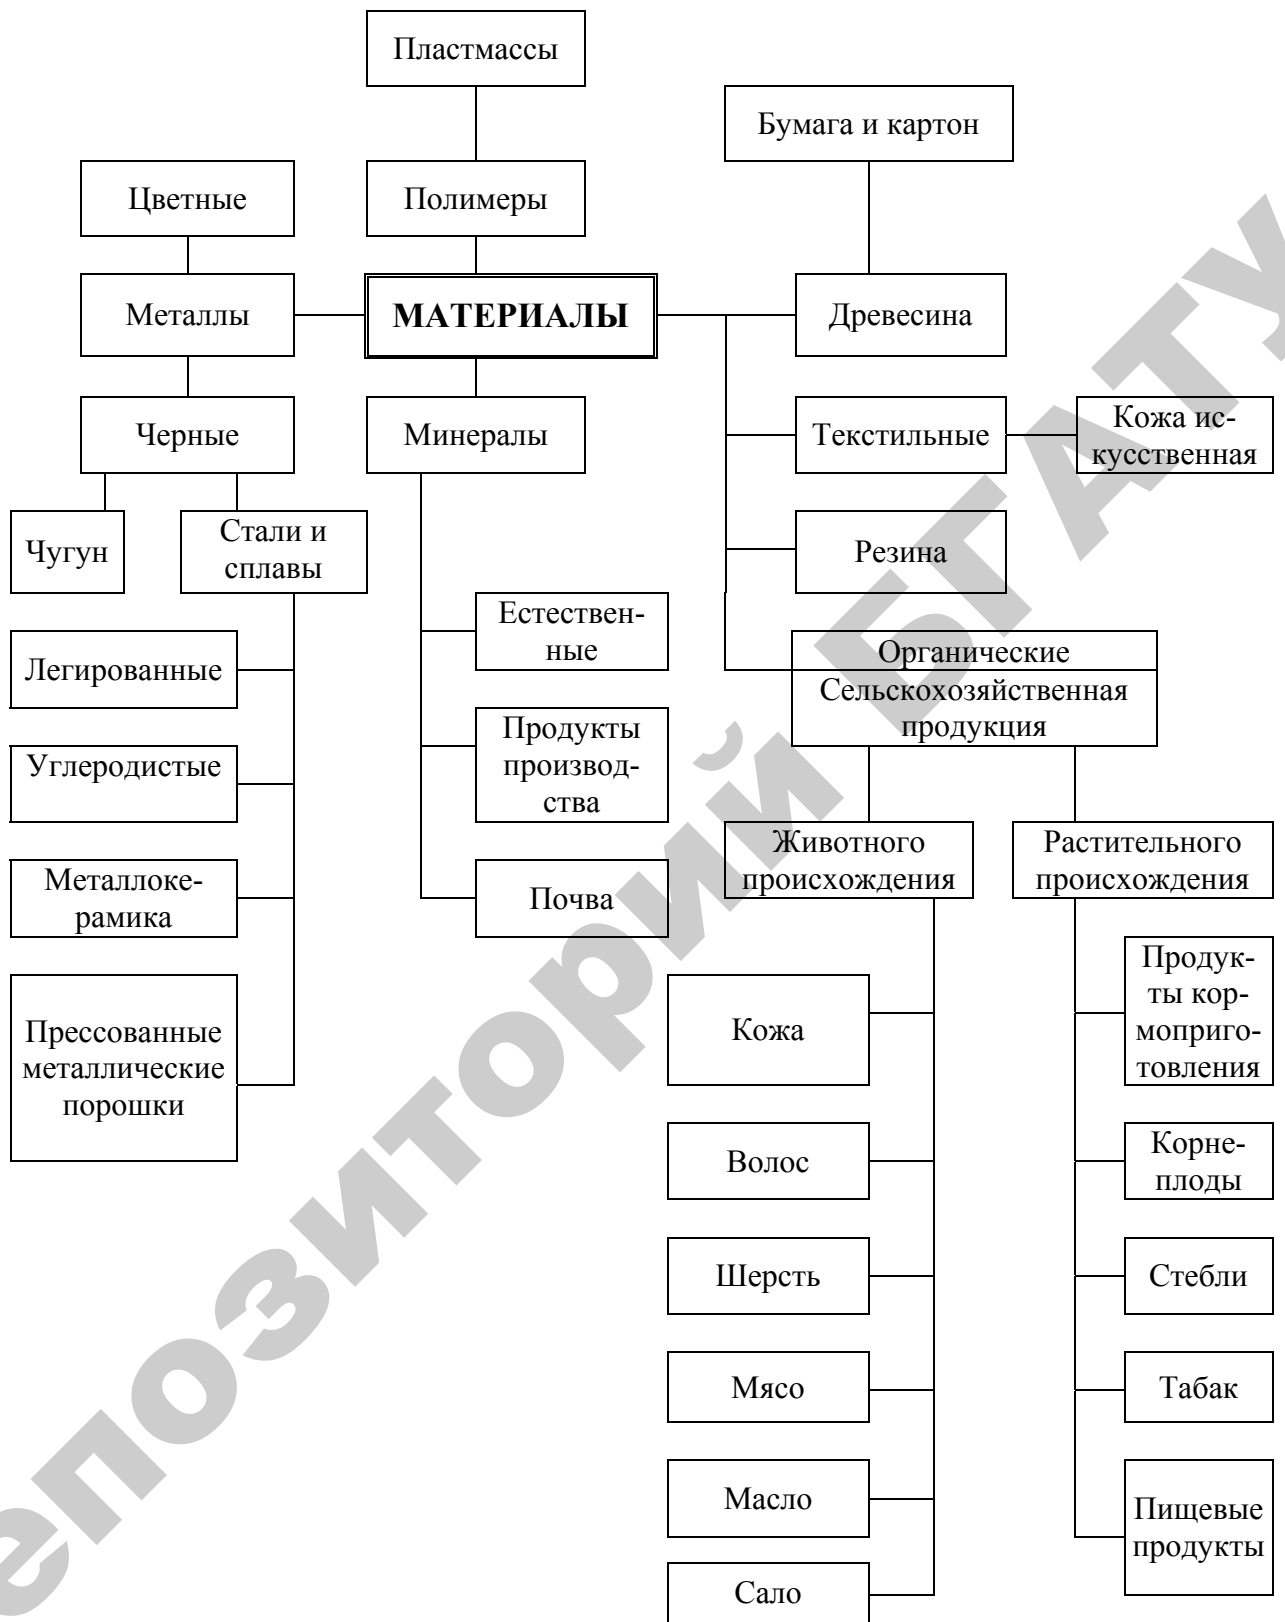 Пластмассы
Бумага и картон
Цветные
Полимеры
Металлы
МАТЕРИАЛЫ
Древесина
Черные
Минералы
Текстильные
Кожа ис-
кусственная
Чугун
Стали и
сплавы
Резина
Легированные
Естествен-
ные
Органические
Сельскохозяйственная
продукция
Углеродистые
Продукты
производ-
ства
Животного
происхождения
Растительного
происхождения
Металлоке-
рамика
Почва
Прессованные
металлические
порошки
Кожа
Продук-
ты кор-
моприго-
товления
Волос
Корне-
плоды
Шерсть
Стебли
Мясо
Табак
Масло
Пищевые
продукты
Сало
епозиторий БГАТУ